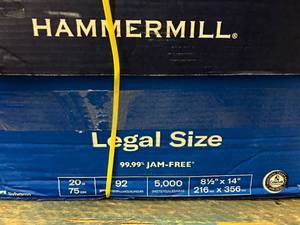 HAMMERMILL®
Legal Size
99.99% JAM-FREE®
20 92 5,000 8½" x 14"
75 216 x 356